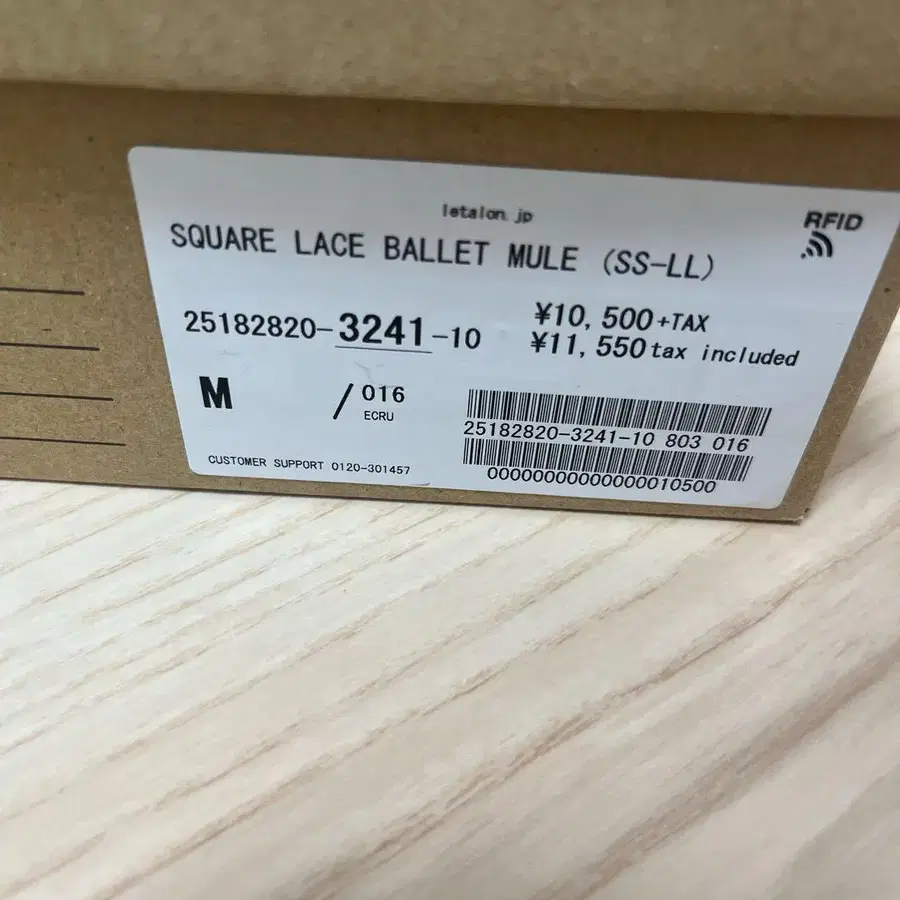 letalon.jp
RFID
SQUARE LACE BALLET MULE (SS-LL)
25182820-3241-10
¥10,500+TAX
¥11,550 tax included
M / 016
ECRU
25182820-3241-10 803 016
CUSTOMER SUPPORT 0120-301457
00000000000000010500